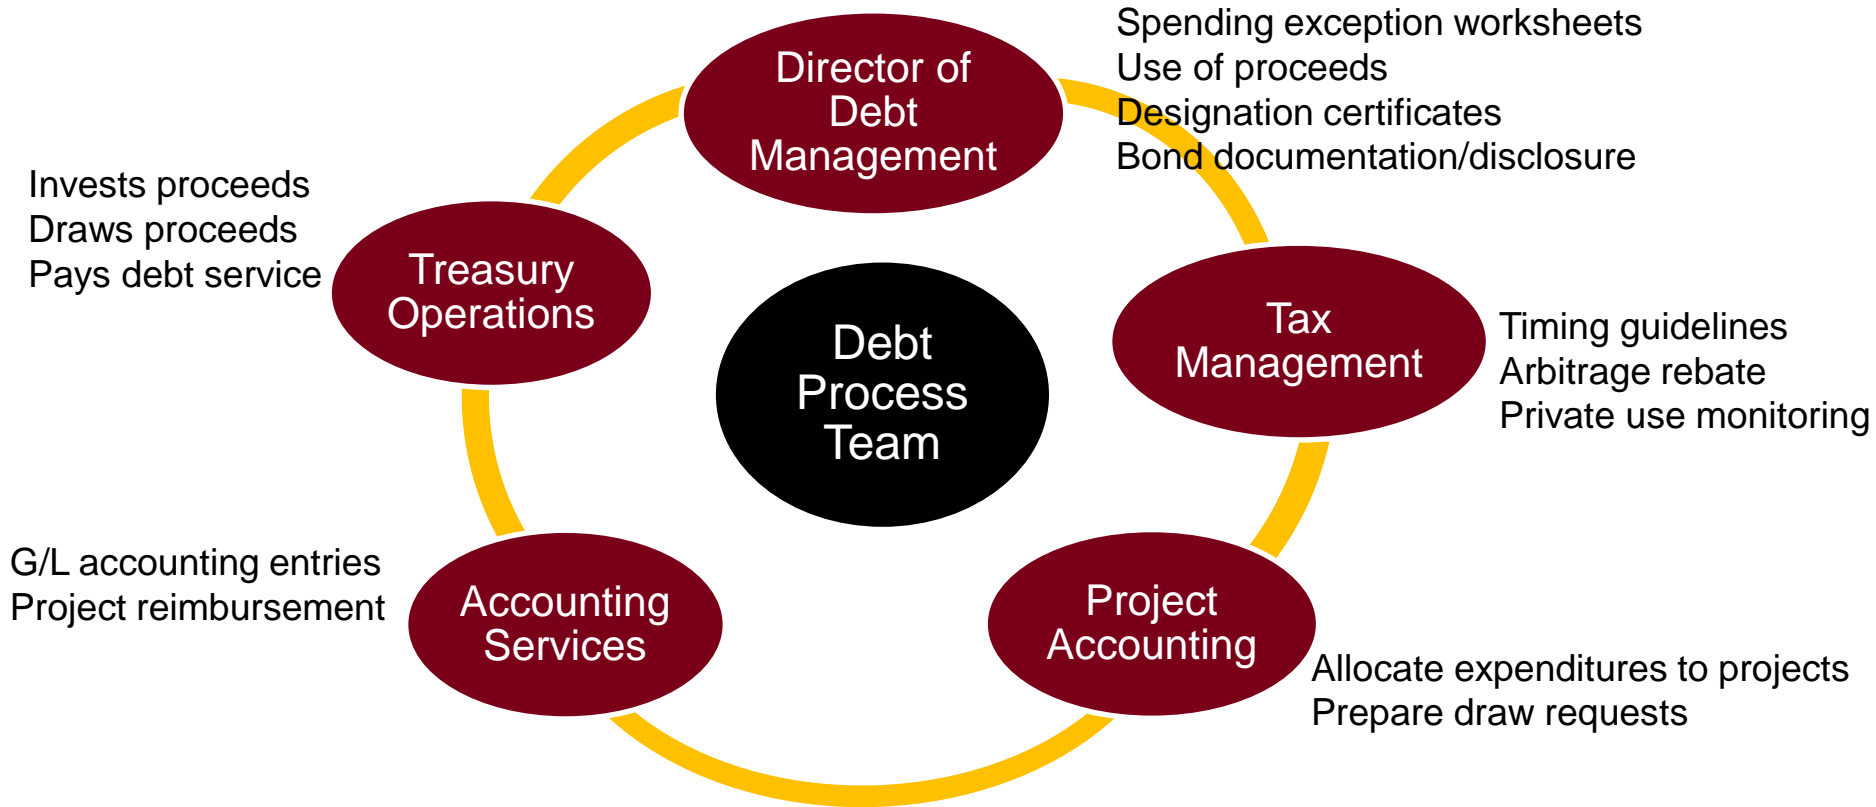 Director of
Debt
Management
Spending exception worksheets
Use of proceeds
Designation certificates
Bond documentation/disclosure
Invests proceeds
Draws proceeds
Pays debt service
Treasury
Operations
Debt
Process
Team
Tax
Management
Timing guidelines
Arbitrage rebate
Private use monitoring
G/L accounting entries
Project reimbursement
Accounting
Services
Project
Accounting
Allocate expenditures to projects
Prepare draw requests